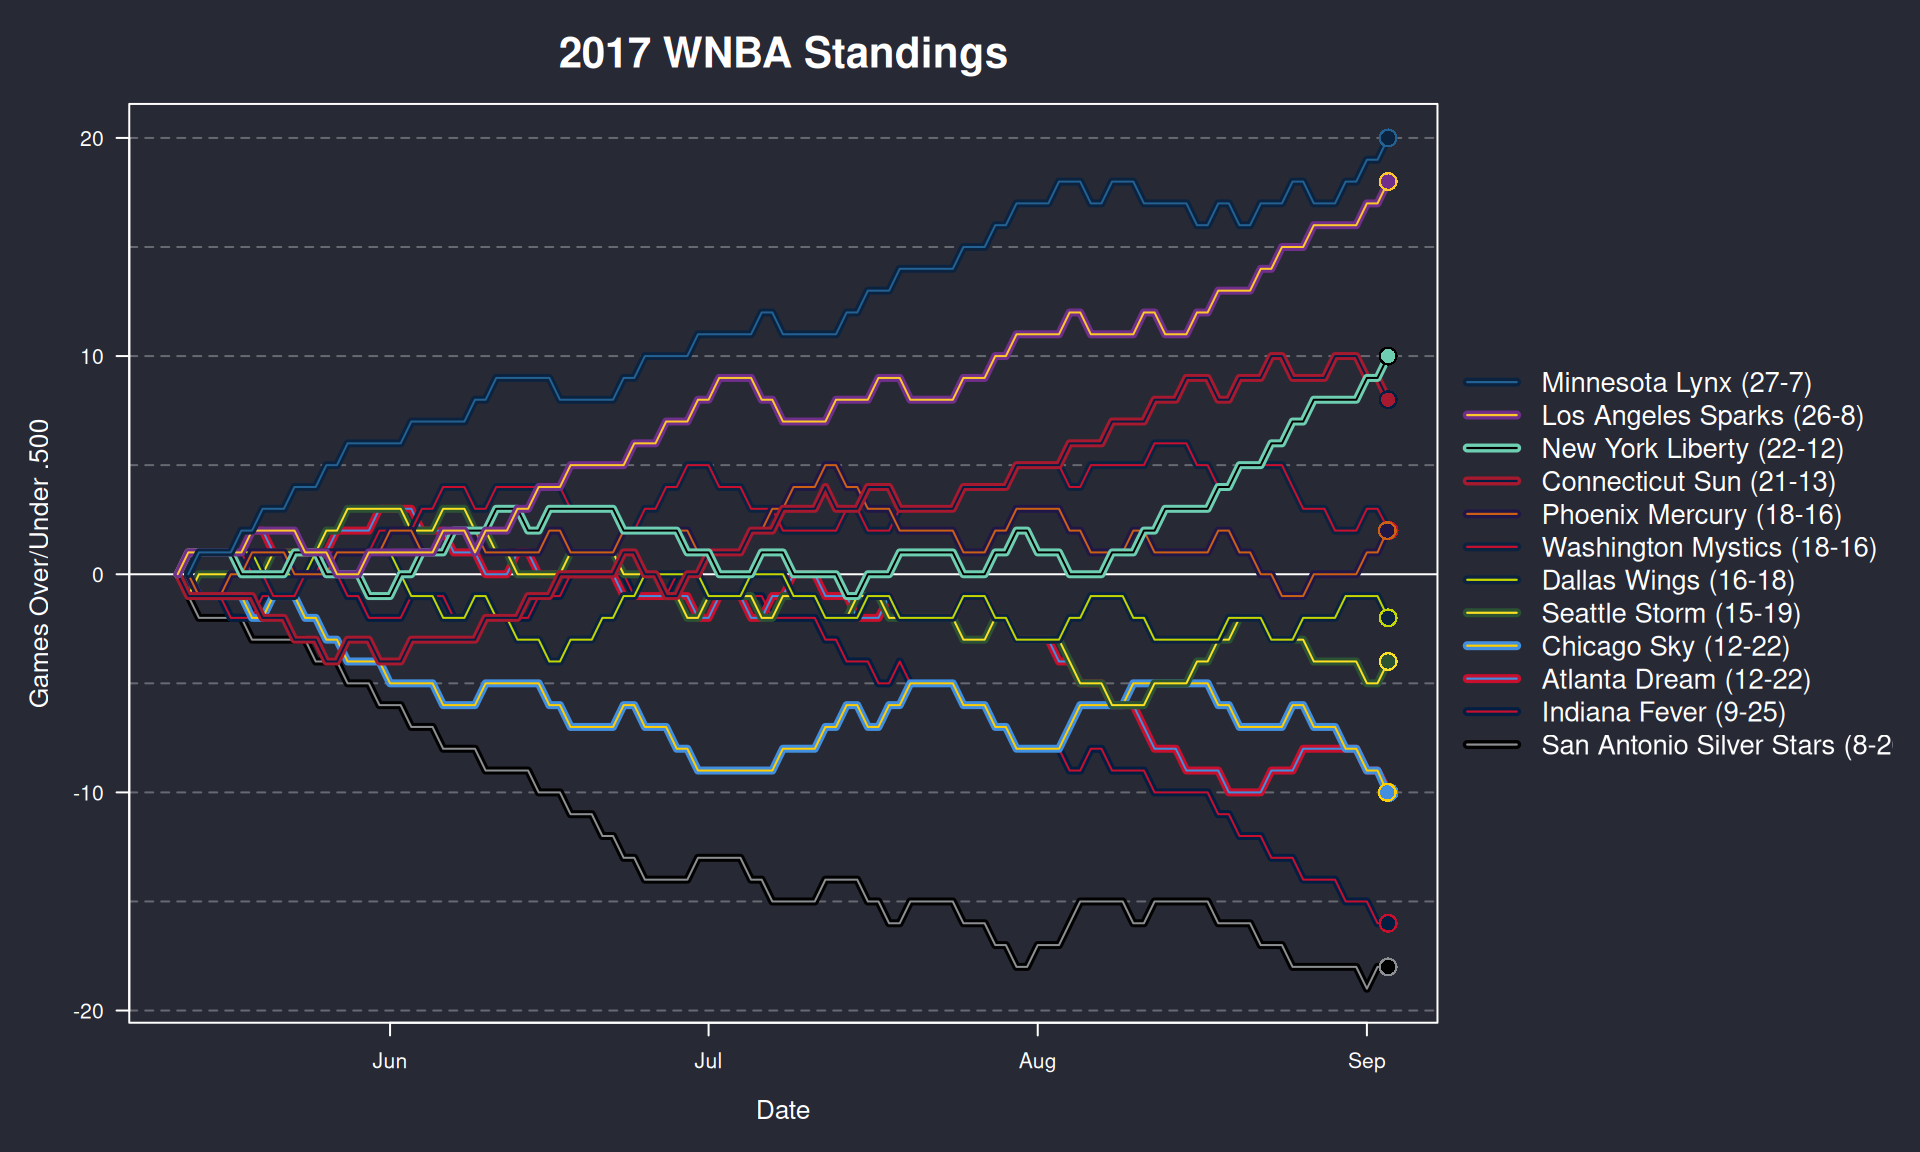 2017 WNBA Standings
Games Over/Under .500
20
10
0
-10
-20
Jun
Jul
Aug
Sep
Date
Minnesota Lynx (27-7)
Los Angeles Sparks (26-8)
New York Liberty (22-12)
Connecticut Sun (21-13)
Phoenix Mercury (18-16)
Washington Mystics (18-16)
Dallas Wings (16-18)
Seattle Storm (15-19)
Chicago Sky (12-22)
Atlanta Dream (12-22)
Indiana Fever (9-25)
San Antonio Silver Stars (8-2